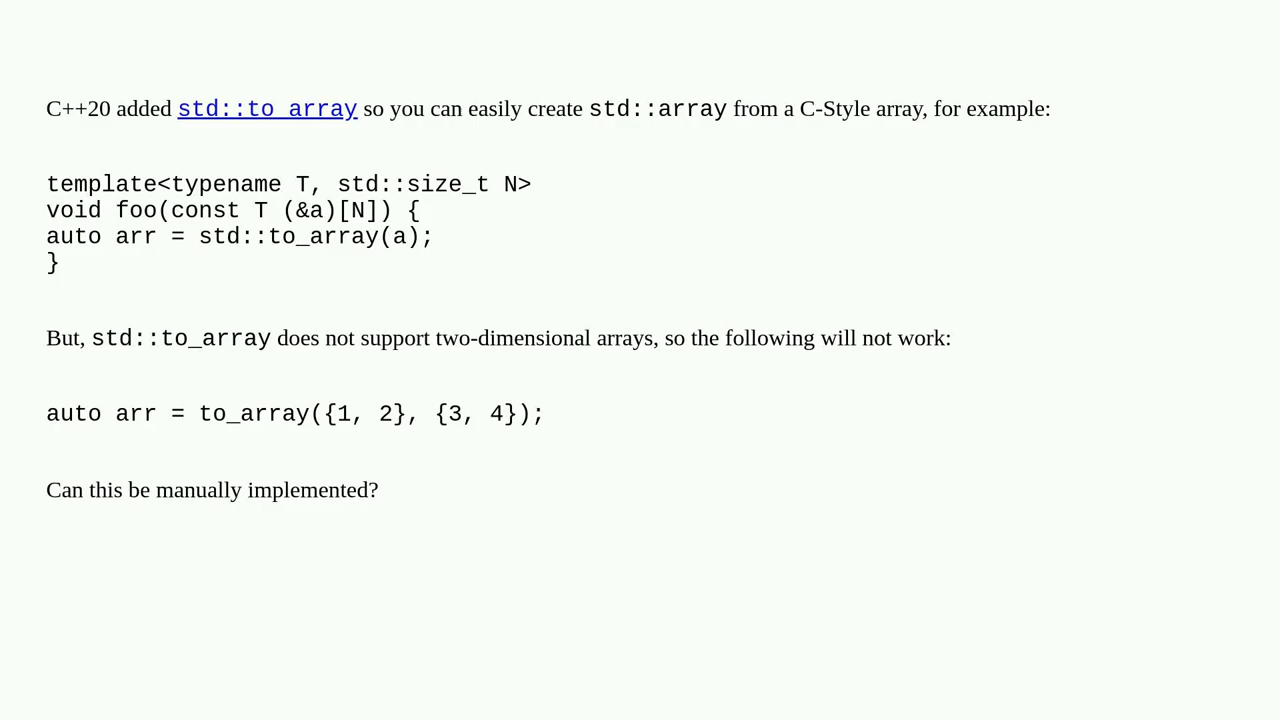 C++20 added std::to_array so you can easily create std::array from a C-Style array, for example:
template<typename T, std::size_t N>
void foo(const T (&a)[N]) {
auto arr = std::to_array(a);
}
But, std::to_array does not support two-dimensional arrays, so the following will not work:
auto arr = to_array({1, 2}, {3, 4});
Can this be manually implemented?